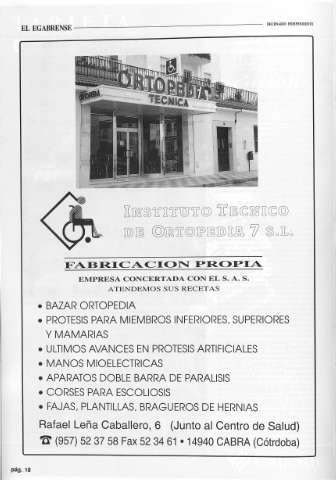 EL EGABRENSE
ORTOPEDIA
TECNICA
INSTITUTO TECNICO
DE ORTOPEDIA 7 S.L.
FABRICACION PROPIA
EMPRESA CONCERTADA CON EL S. A. S.
ATENDEMOS SUS RECETAS
• BAZAR ORTOPEDIA
• PROTESIS PARA MIEMBROS INFERIORES, SUPERIORES
Y MAMARIAS
• ULTIMOS AVANCES EN PROTESIS ARTIFICIALES
• MANOS MIOELECTRICAS
• APARATOS DOBLE BARRA DE PARALISIS
• CORSES PARA ESCOLIOSIS
• FAJAS, PLANTILLAS, BRAGUEROS DE HERNIAS
Rafael Leña Caballero, 6 (Junto al Centro de Salud)
☎ (957) 52 37 58 Fax 52 34 61 • 14940 CABRA (Cótrdoba)
pág. 18